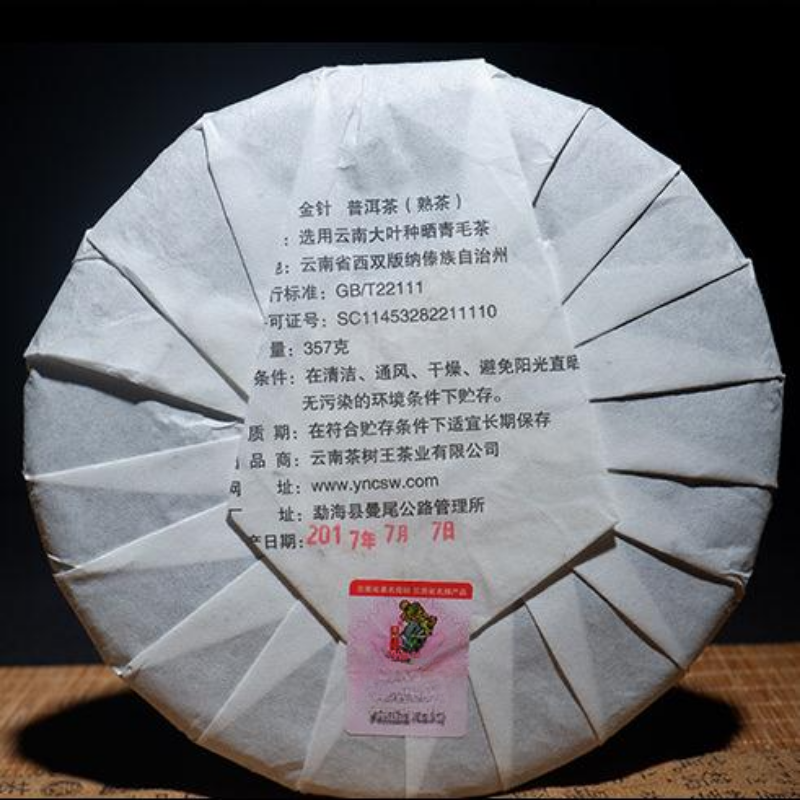 金针 普洱茶（熟茶）
：选用云南大叶种晒青毛茶
：云南省西双版纳傣族自治州
行标准：GB/T22111
可证号：SC11453282211110
量：357克
条件：在清洁、通风、干燥、避免阳光直
无污染的环境条件下贮存。
质 期：在符合贮存条件下适宜长期保存
品 商：云南茶树王茶业有限公司
网 址：www.yncsw.com
址：勐海县曼尾公路管理所
产日期：2017年7月 7日